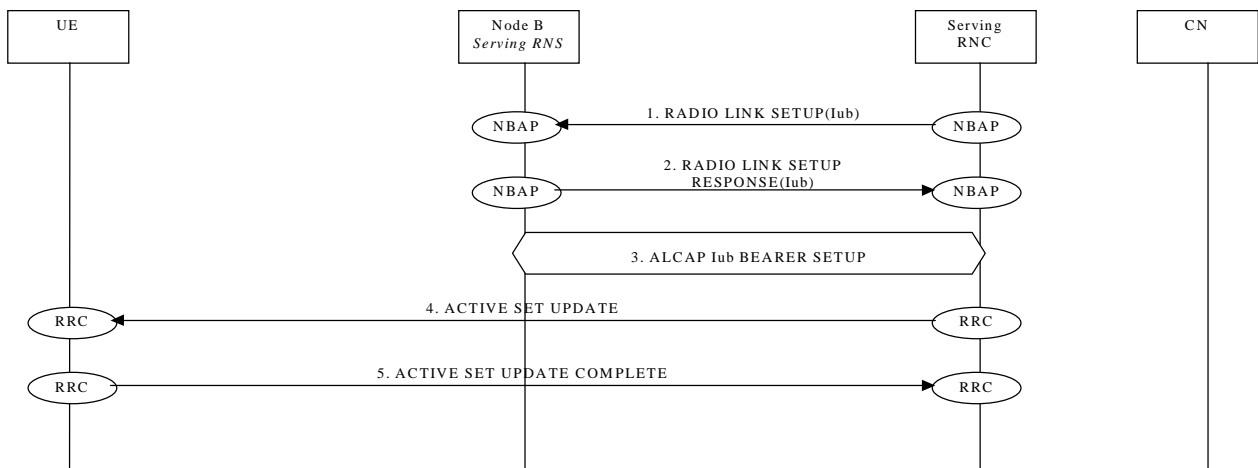 UE
Node B
Serving RNS
Serving
RNC
CN
NBAP
1. RADIO LINK SETUP(Iub)
NBAP
NBAP
2. RADIO LINK SETUP
RESPONSE(Iub)
NBAP
3. ALCAP Iub BEARER SETUP
RRC
4. ACTIVE SET UPDATE
RRC
RRC
5. ACTIVE SET UPDATE COMPLETE
RRC